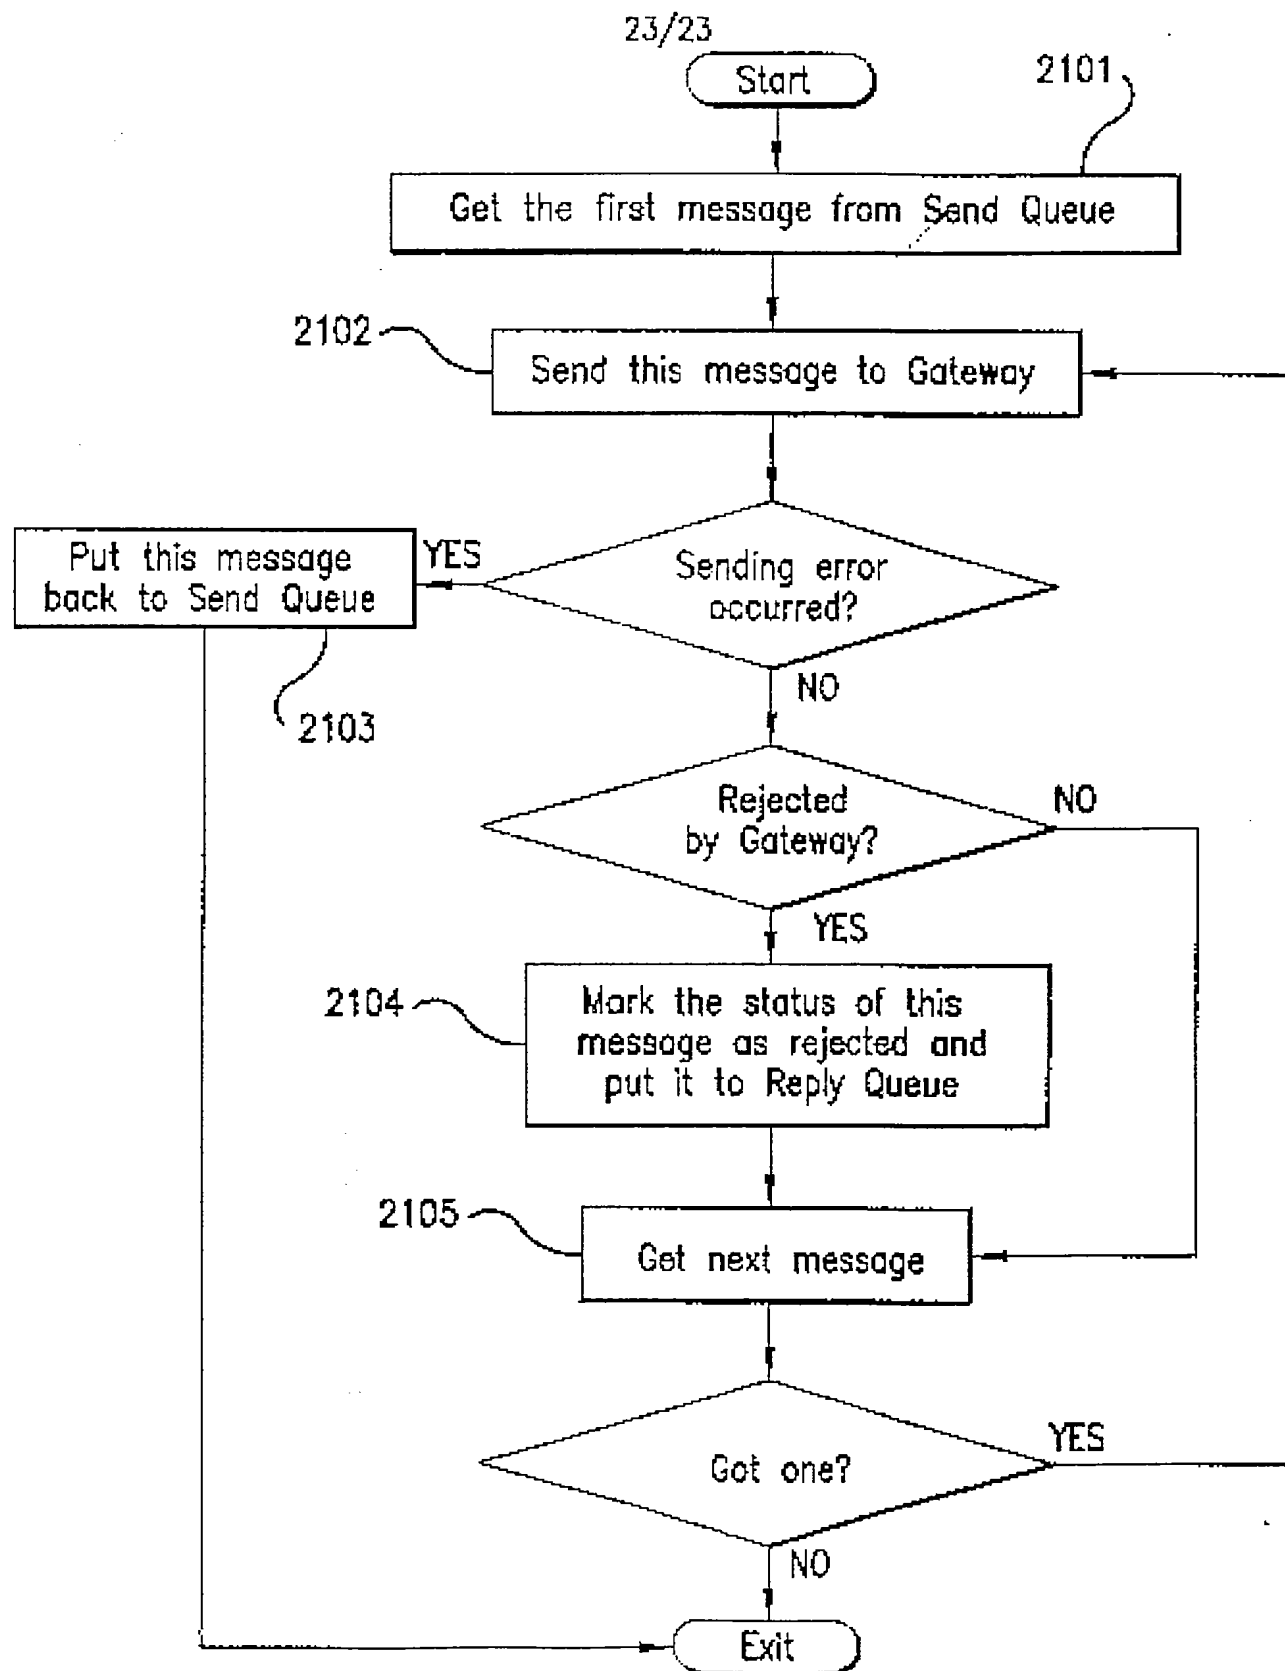 23/23
Start
2101
Get the first message from Send Queue
2102
Send this message to Gateway
Put this message
back to Send Queue
YES
Sending error
occurred?
2103
NO
Rejected
by Gateway?
NO
YES
2104
Mark the status of this
message as rejected and
put it to Reply Queue
2105
Get next message
Got one?
YES
NO
Exit